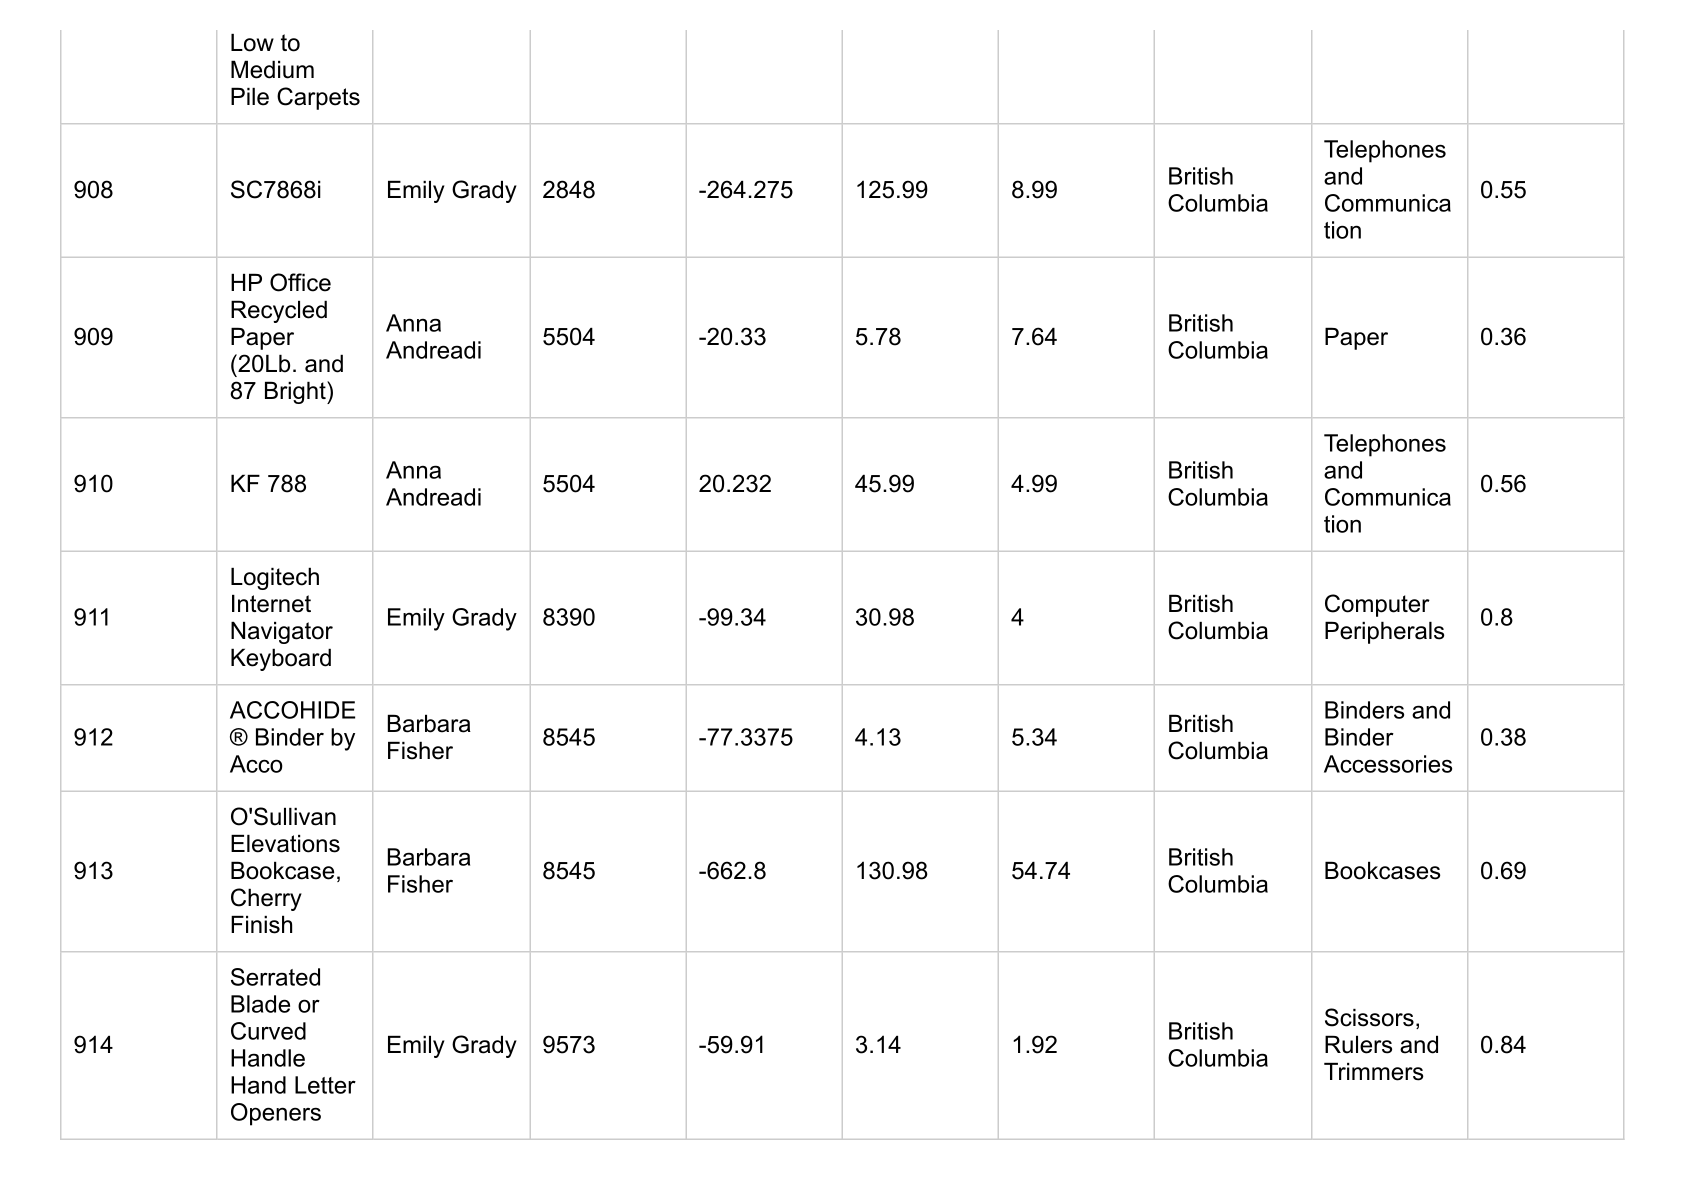 Low to
Medium
Pile Carpets
908
SC7868i
Emily Grady
2848
-264.275
125.99
8.99
British
Columbia
Telephones
and
Communica
tion
0.55
909
HP Office
Recycled
Paper
(20Lb. and
87 Bright)
Anna
Andreadi
5504
-20.33
5.78
7.64
British
Columbia
Paper
0.36
910
KF 788
Anna
Andreadi
5504
20.232
45.99
4.99
British
Columbia
Telephones
and
Communica
tion
0.56
911
Logitech
Internet
Navigator
Keyboard
Emily Grady
8390
-99.34
30.98
4
British
Columbia
Computer
Peripherals
0.8
912
ACCOHIDE
® Binder by
Acco
Barbara
Fisher
8545
-77.3375
4.13
5.34
British
Columbia
Binders and
Binder
Accessories
0.38
913
O'Sullivan
Elevations
Bookcase,
Cherry
Finish
Barbara
Fisher
8545
-662.8
130.98
54.74
British
Columbia
Bookcases
0.69
914
Serrated
Blade or
Curved
Handle
Hand Letter
Openers
Emily Grady
9573
-59.91
3.14
1.92
British
Columbia
Scissors,
Rulers and
Trimmers
0.84